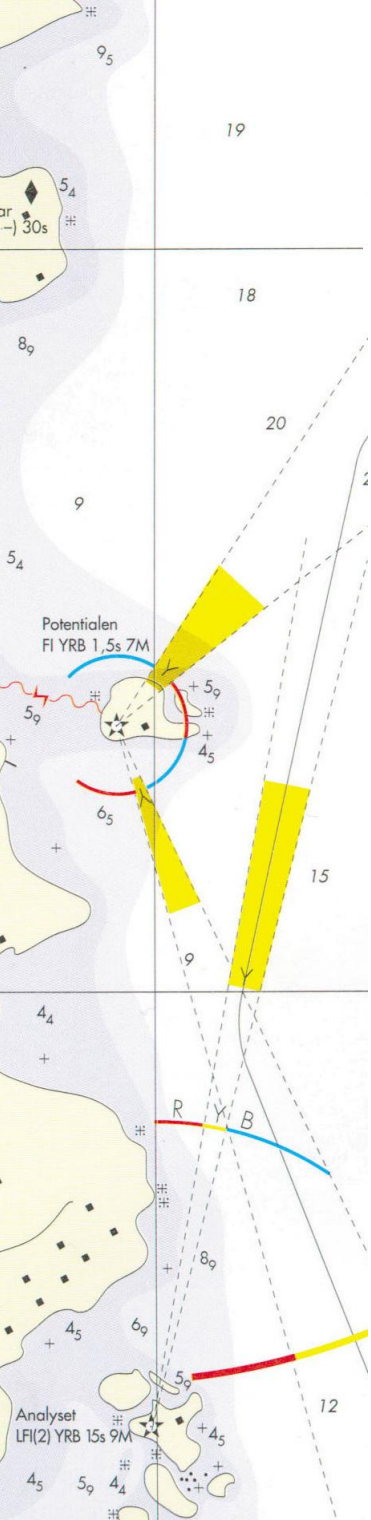 9₅
19
5₄
ar
–) 30s
18
8₉
20
9
5₄
Potentialen
Fl YRB 1,5s 7M
Y
5₉
5₉
4₅
6₅
Y
15
9
Y
4₄
R Y B
8₉
6₉
4₅
5₉
12
Analyset
LFl(2) YRB 15s 9M
4₅
4₅
5₉
4₄